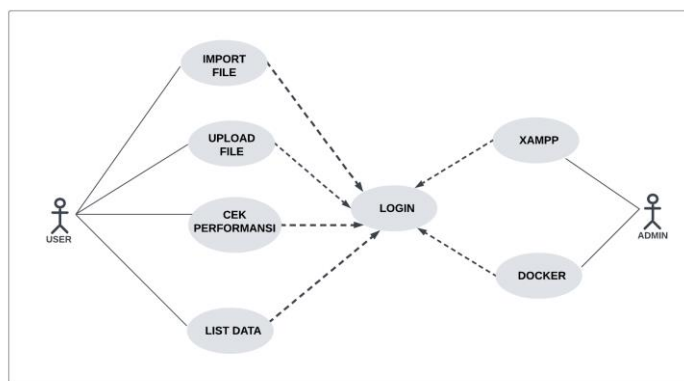 IMPORT
FILE
UPLOAD
FILE
CEK
PERFORMANSI
LIST DATA
USER
LOGIN
XAMPP
DOCKER
ADMIN